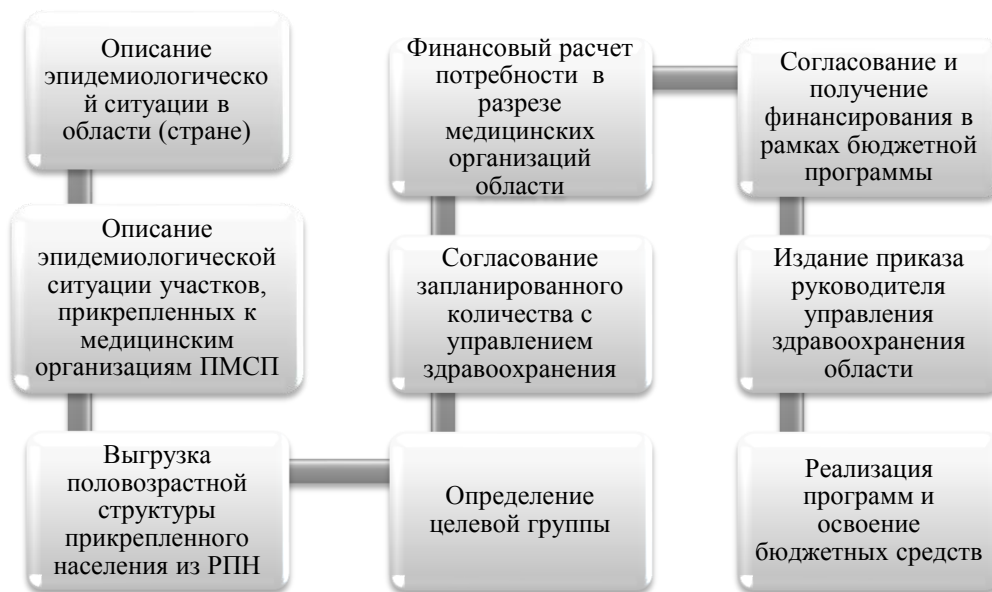 Описание
эпидемиологическо
й ситуации в
области (стране)
Описание
эпидемиологической
ситуации участков,
прикрепленных к
медицинским
организациям ПМСП
Выгрузка
половозрастной
структуры
прикрепленного
населения из РПН
Определение
целевой группы
Согласование
запланированного
количества с
управлением
здравоохранения
Финансовый расчет
потребности в
разрезе
медицинских
организаций
области
Согласование и
получение
финансирования в
рамках бюджетной
программы
Издание приказа
руководителя
управления
здравоохранения
области
Реализация
программ и
освоение
бюджетных средств